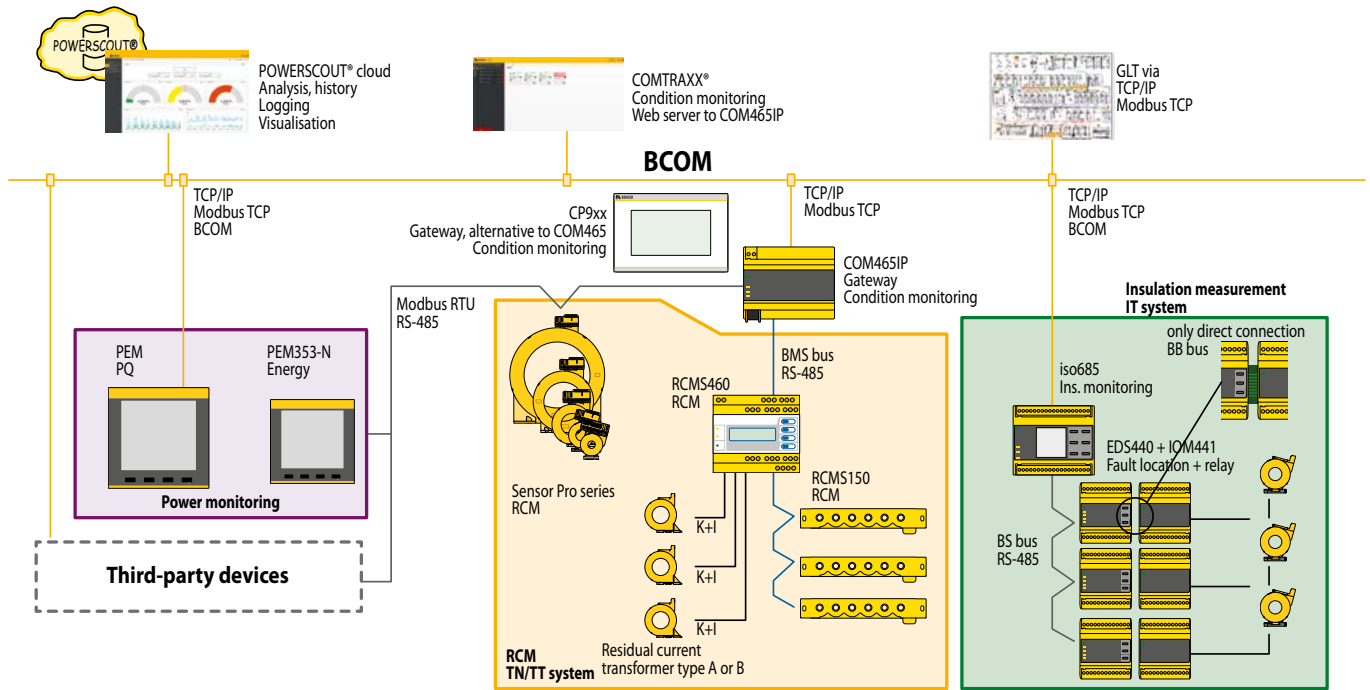 POWERSCOUT®
POWERSCOUT® cloud
Analysis, history
Logging
Visualisation
COMTRAXX®
Condition monitoring
Web server to COM465IP
GLT via
TCP/IP
Modbus TCP
BCOM
TCP/IP
Modbus TCP
BCOM
CP9xx
Gateway, alternative to COM465
Condition monitoring
TCP/IP
Modbus TCP
TCP/IP
Modbus TCP
BCOM
COM465IP
Gateway
Condition monitoring
Modbus RTU
RS-485
Insulation measurement
IT system
only direct connection
BB bus
PEM
PQ
PEM353-N
Energy
Power monitoring
BMS bus
RS-485
RCMS460
RCM
iso685
Ins. monitoring
EDS440 + IOM441
Fault location + relay
Sensor Pro series
RCM
RCMS150
RCM
K+I
K+I
K+I
BS bus
RS-485
Third-party devices
Residual current
transformer type A or B
RCM
TN/TT system